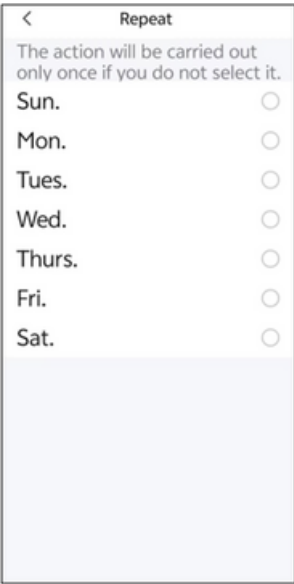 Repeat
The action will be carried out
only once if you do not select it.
Sun.
Mon.
Tues.
Wed.
Thurs.
Fri.
Sat.